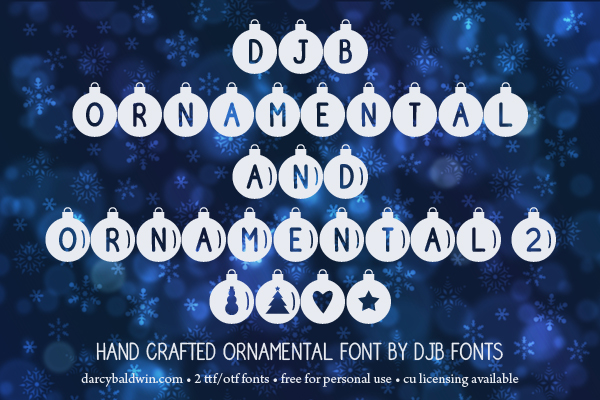 DJB
ORNAMENTAL
AND
ORNAMENTAL 2
HAND CRAFTED ORNAMENTAL FONT BY DJB FONTS
darcybaldwin.com • 2 ttf/otf fonts • free for personal use • cu licensing available